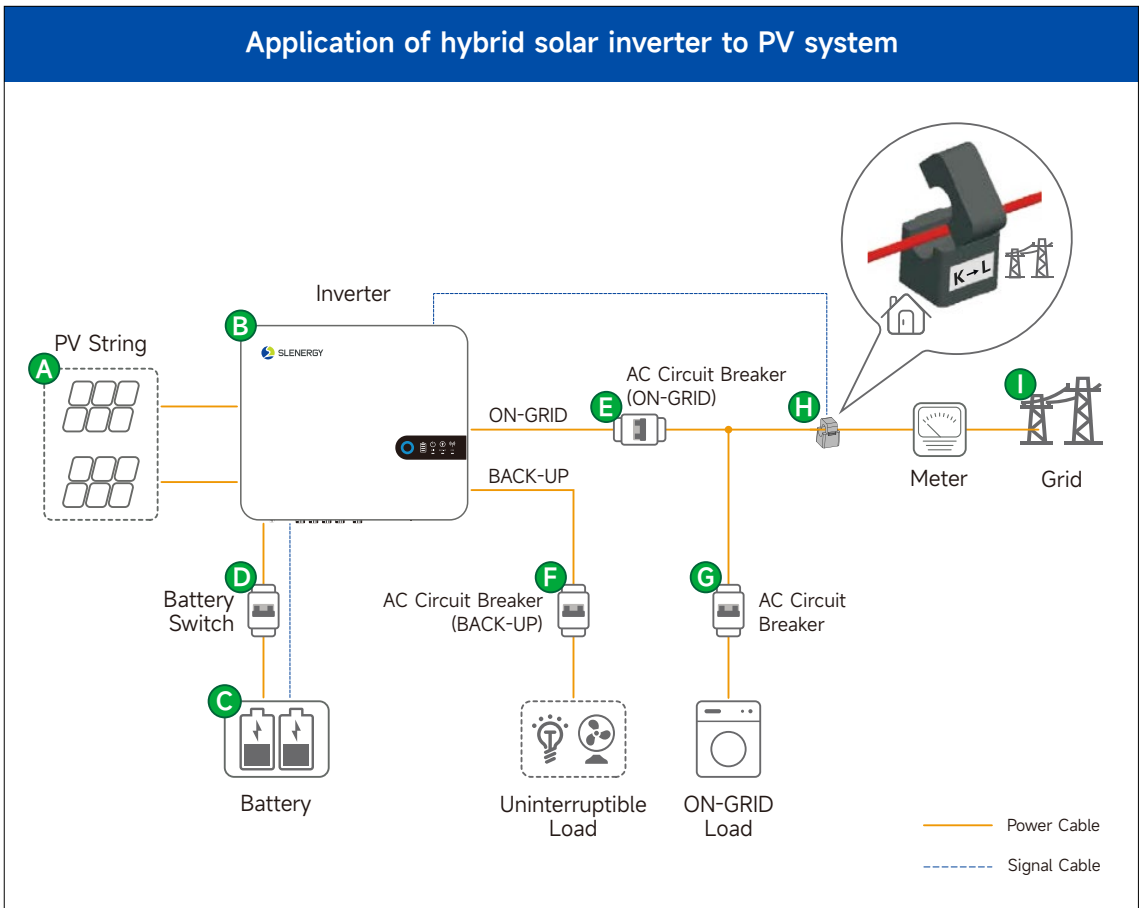 Application of hybrid solar inverter to PV system
K→L
Inverter
B
PV String
A
SLENERGY
AC Circuit Breaker
(ON-GRID)
ON-GRID
E
H
I
Meter
Grid
BACK-UP
D
Battery
Switch
AC Circuit Breaker
(BACK-UP)
F
G
AC Circuit
Breaker
C
Battery
Uninterruptible
Load
ON-GRID
Load
Power Cable
Signal Cable